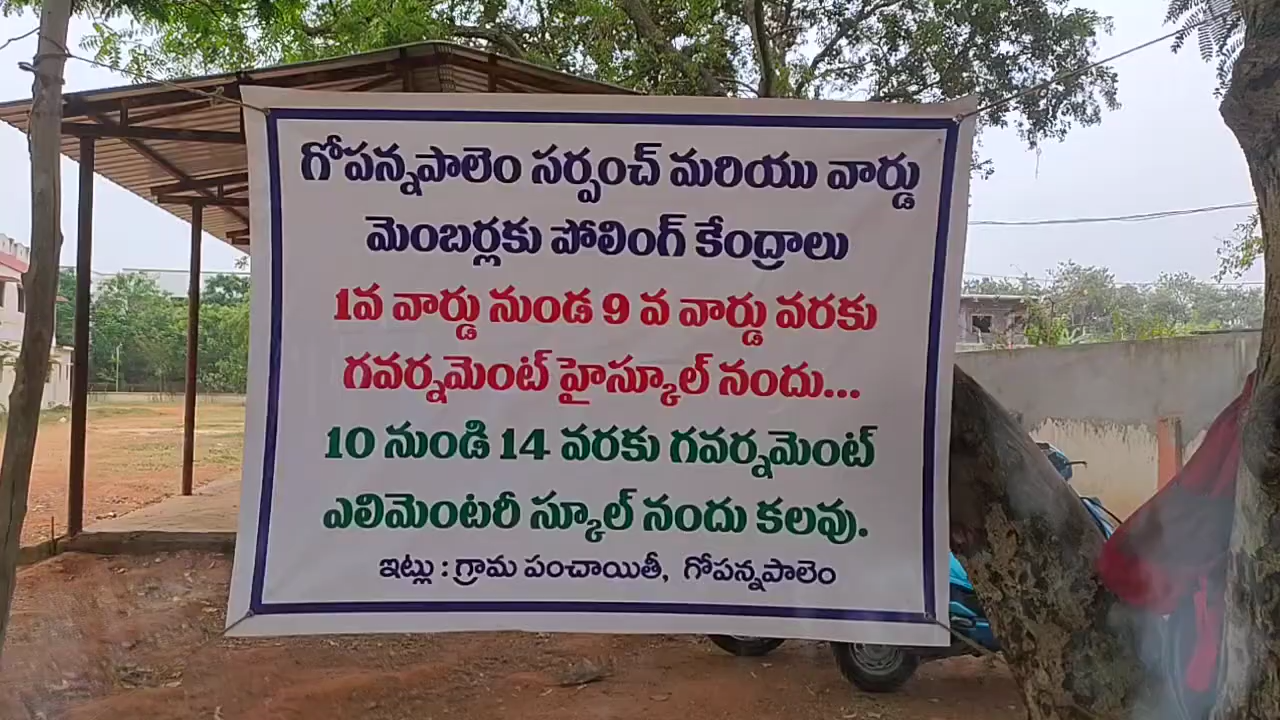 గోపన్నపాలెం సర్పంచ్ మరియు వార్డు
మెంబర్లకు పోలింగ్ కేంద్రాలు
1వ వార్డు నుండ 9 వ వార్డు వరకు
గవర్నమెంట్ హైస్కూల్ నందు...
10 నుండి 14 వరకు గవర్నమెంట్
ఎలిమెంటరీ స్కూల్ నందు కలవు.
ఇట్లు : గ్రామ పంచాయితీ, గోపన్నపాలెం